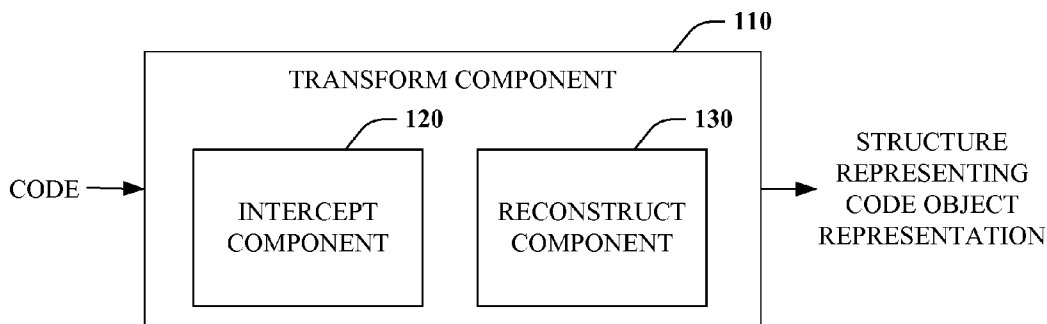 110
TRANSFORM COMPONENT
120
130
CODE
INTERCEPT
COMPONENT
RECONSTRUCT
COMPONENT
STRUCTURE
REPRESENTING
CODE OBJECT
REPRESENTATION